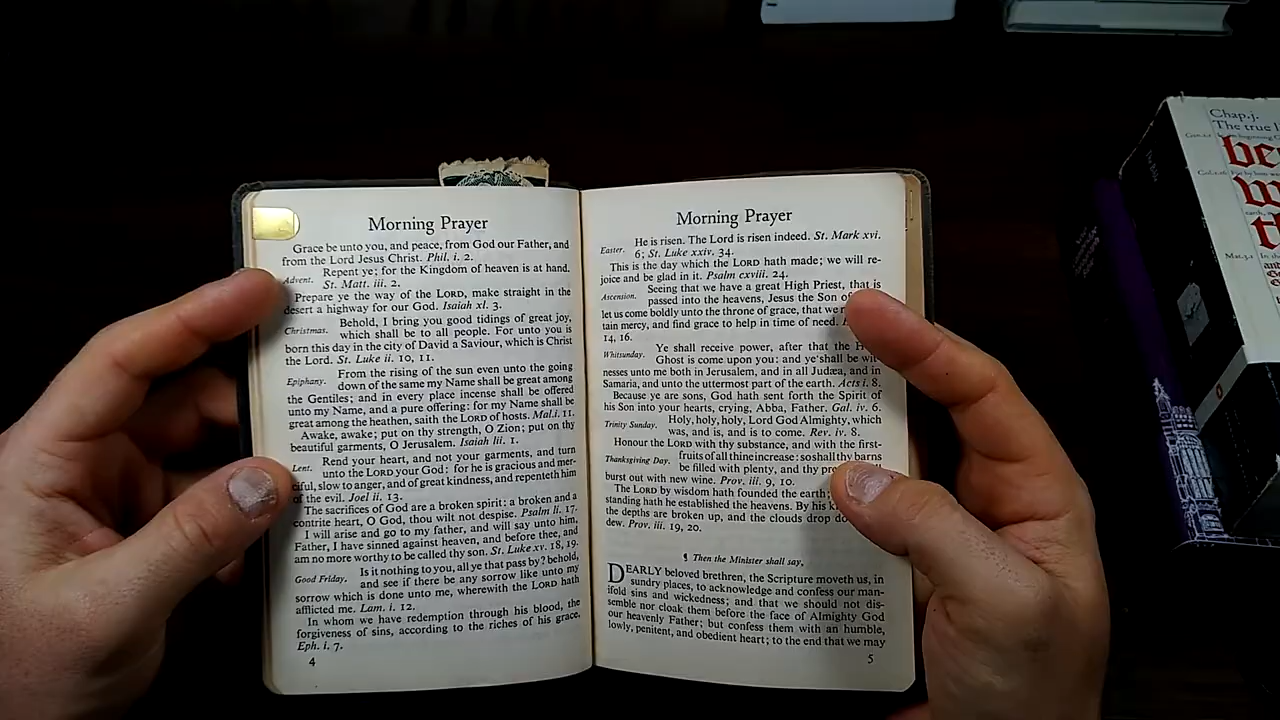 Morning Prayer
Grace be unto you, and peace, from God our Father, and
from the Lord Jesus Christ. Phil. i. 2.
Advent. Repent ye; for the Kingdom of heaven is at hand.
St. Matt. iii. 2.
Prepare ye the way of the LORD, make straight in the
desert a highway for our God. Isaiah xl. 3.
Christmas. Behold, I bring you good tidings of great joy,
which shall be to all people. For unto you is
born this day in the city of David a Saviour, which is Christ
the Lord. St. Luke ii. 10, 11.
Epiphany. From the rising of the sun even unto the going
down of the same my Name shall be great among
the Gentiles; and in every place incense shall be offered
unto my Name, and a pure offering: for my Name shall be
great among the heathen, saith the LORD of hosts. Mal. i. 11.
Awake, awake; put on thy strength, O Zion; put on thy
beautiful garments, O Jerusalem. Isaiah lii. 1.
Lent. Rend your heart, and not your garments, and turn
unto the LORD your God: for he is gracious and mer-
ciful, slow to anger, and of great kindness, and repenteth him
of the evil. Joel ii. 13.
The sacrifices of God are a broken spirit: a broken and a
contrite heart, O God, thou wilt not despise. Psalm li. 17.
I will arise and go to my father, and will say unto him,
Father, I have sinned against heaven, and before thee, and
am no more worthy to be called thy son. St. Luke xv. 18, 19.
Good Friday. Is it nothing to you, all ye that pass by? behold,
and see if there be any sorrow like unto my
sorrow which is done unto me, wherewith the LORD hath
afflicted me. Lam. i. 12.
In whom we have redemption through his blood, the
forgiveness of sins, according to the riches of his grace.
Eph. i. 7.
4
Morning Prayer
Easter. He is risen. The Lord is risen indeed. St. Mark xvi.
6; St. Luke xxiv. 34.
This is the day which the LORD hath made; we will re-
joice and be glad in it. Psalm cxviii. 24.
Ascension. Seeing that we have a great High Priest, that is
passed into the heavens, Jesus the Son of
let us come boldly unto the throne of grace, that we
tain mercy, and find grace to help in time of need.
14, 16.
Whitsunday. Ye shall receive power, after that the
Ghost is come upon you: and ye shall be wit-
nesses unto me both in Jerusalem, and in all Judæa, and in
Samaria, and unto the uttermost part of the earth. Acts i. 8.
Because ye are sons, God hath sent forth the Spirit of
his Son into your hearts, crying, Abba, Father. Gal. iv. 6.
Trinity Sunday. Holy, holy, holy, Lord God Almighty, which
was, and is, and is to come. Rev. iv. 8.
Honour the LORD with thy substance, and with the first-
Thanksgiving Day. fruits of all thine increase: so shall thy barns
be filled with plenty, and thy
burst out with new wine. Prov. iii. 9, 10.
The LORD by wisdom hath founded the earth
standing hath he established the heavens. By his
the depths are broken up, and the clouds drop
dew. Prov. iii. 19, 20.
¶ Then the Minister shall say,
DEARLY beloved brethren, the Scripture moveth us, in
sundry places, to acknowledge and confess our man-
ifold sins and wickedness; and that we should not dis-
semble nor cloak them before the face of Almighty God
our heavenly Father; but confess them with an humble,
lowly, penitent, and obedient heart; to the end that we may
5
Chap.j.
The true